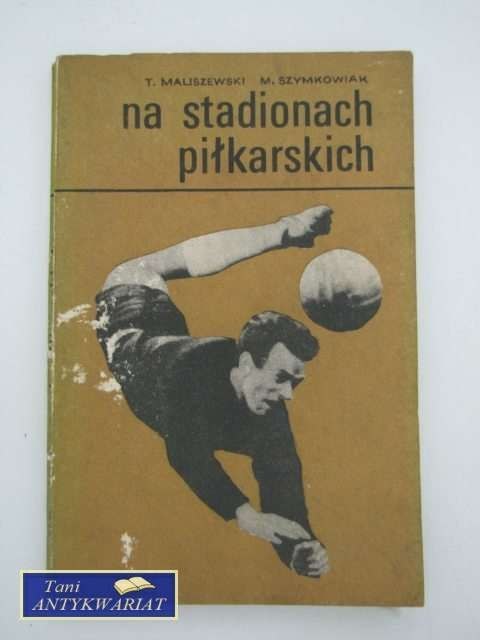 T. MALISZEWSKI M. SZYMKOWIAK
na stadionach
piłkarskich
Tani
ANTYKWARIAT